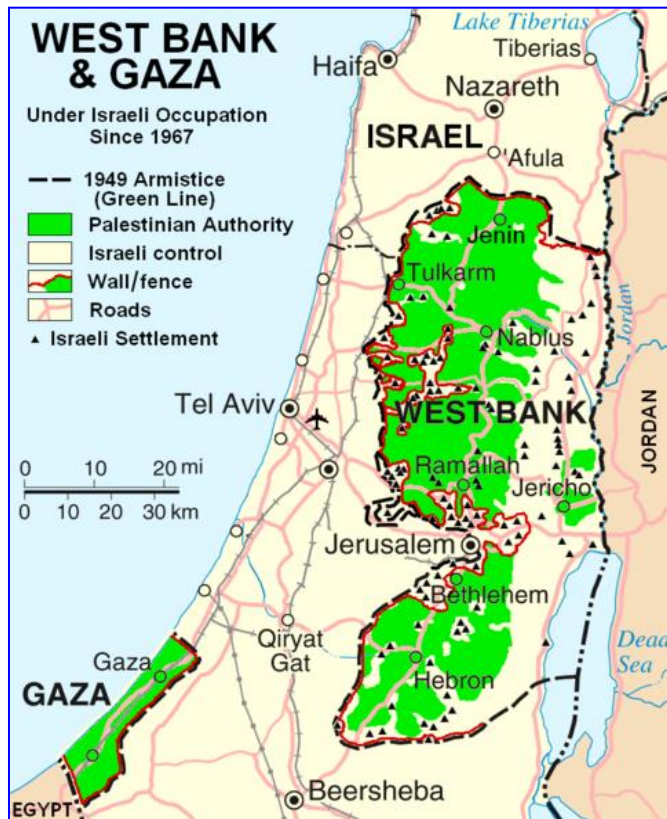 WEST BANK
& GAZA
Under Israeli Occupation
Since 1967
1949 Armistice
(Green Line)
Palestinian Authority
Israeli control
Wall/fence
Roads
Israeli Settlement
Lake Tiberias
Tiberias
Haifa
Nazareth
ISRAEL
'Afula
Jenin
Tulkarm
Nablus
Jordan
Tel Aviv
WEST BANK
JORDAN
0 10 20 mi
0 10 20 30 km
Ramallah
Jericho
Jerusalem
Bethlehem
Qiryat
Gat
Dead
Sea
Gaza
Hebron
GAZA
Beersheba
EGYPT